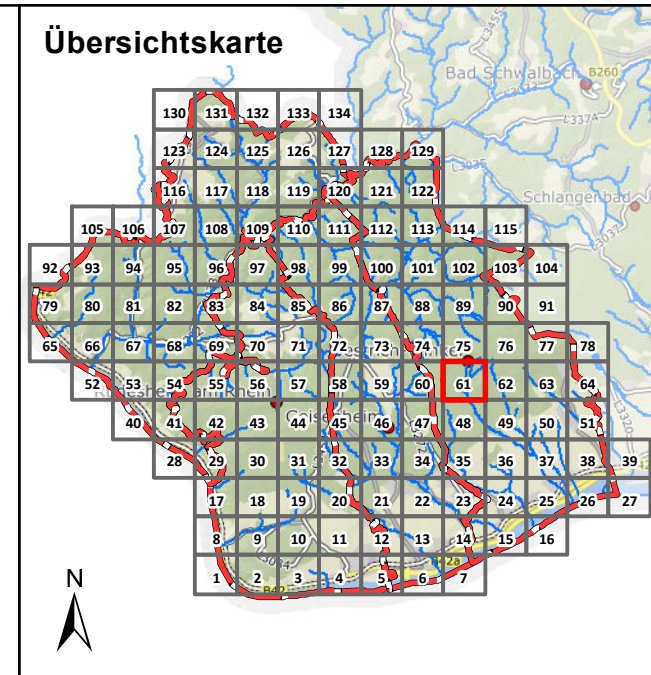 Übersichtskarte
130 131 132 133 134
Bad Schwalbach B260
L3374
123 124 125 126 127 128 129
L3035
116 117 118 119 120 121 122
Schlangenbad
L3037
105 106 107 108 109 110 111 112 113 114 115
92 93 94 95 96 97 98 99 100 101 102 103 104
79 80 81 82 83 84 85 86 87 88 89 90 91
65 66 67 68 69 70 71 72 73 74 75 76 77 78
52 53 54 55 56 57 58 59 60 61 62 63 64
L3320
40 41 42 43 44 45 46 47 48 49 50 51
Geisenheim
28 29 30 31 32 33 34 35 36 37 38 39
17 18 19 20 21 22 23 24 25 26 27
8 9 10 11 12 13 14 15 16
L3034
B42a
1 2 3 4 5 6 7
B42
N